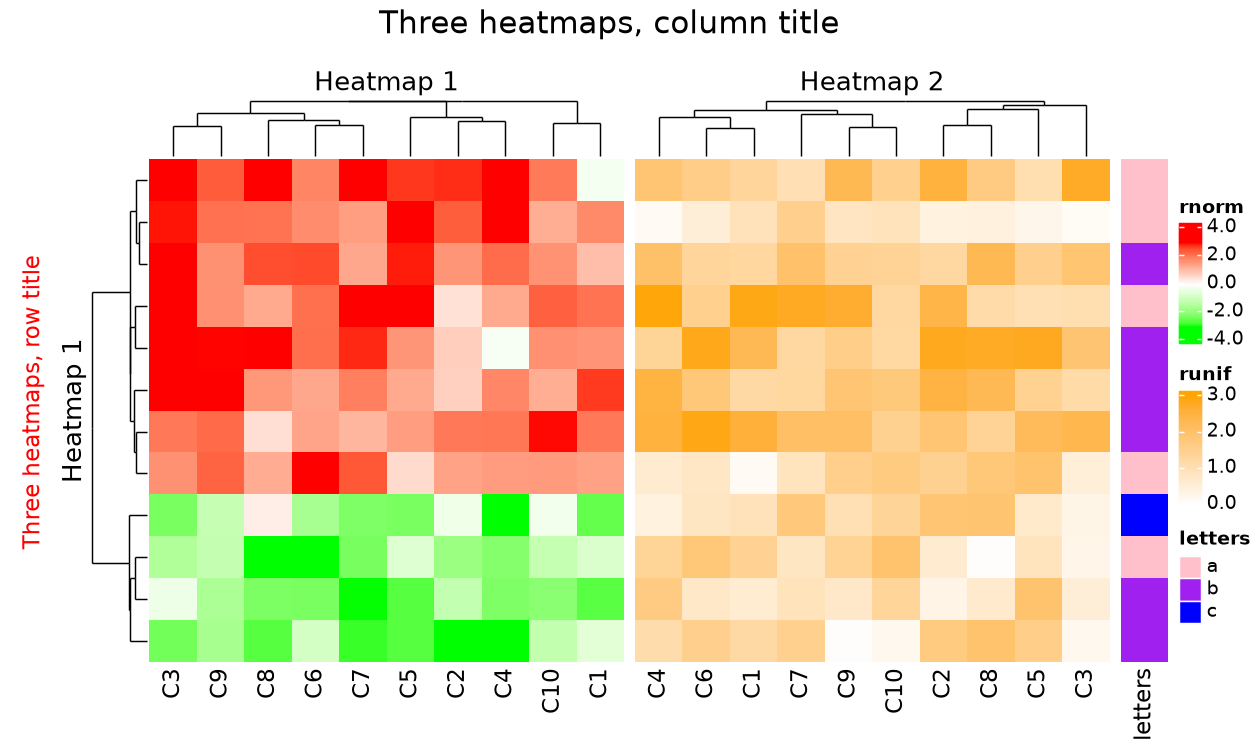 Three heatmaps, column title
Heatmap 1
Heatmap 2
Three heatmaps, row title
Heatmap 1
C3 C9 C8 C6 C7 C5 C2 C4 C10 C1
C4 C6 C1 C7 C9 C10 C2 C8 C5 C3
letters
rnorm
4.0
2.0
0.0
-2.0
-4.0
runif
3.0
2.0
1.0
0.0
letters
a
b
c